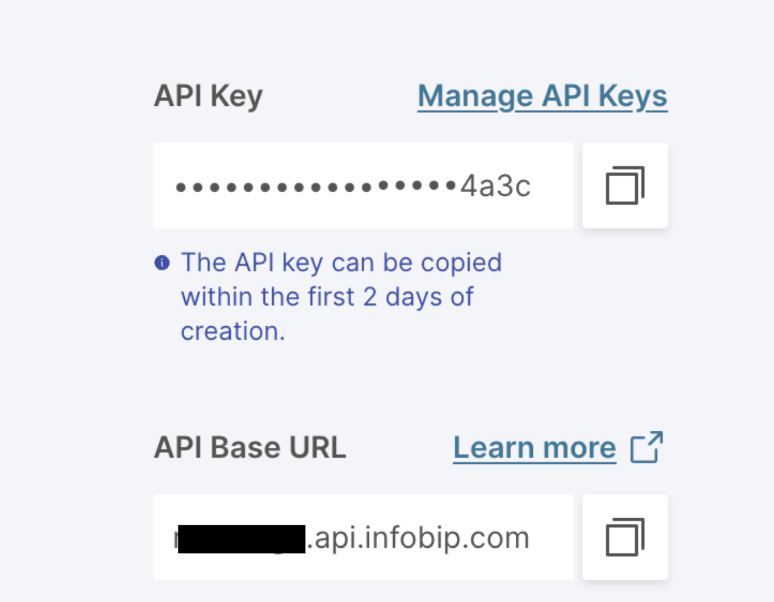 API Key
Manage API Keys
•••••••••••••••••4a3c
The API key can be copied
within the first 2 days of
creation.
API Base URL
Learn more
.api.infobip.com